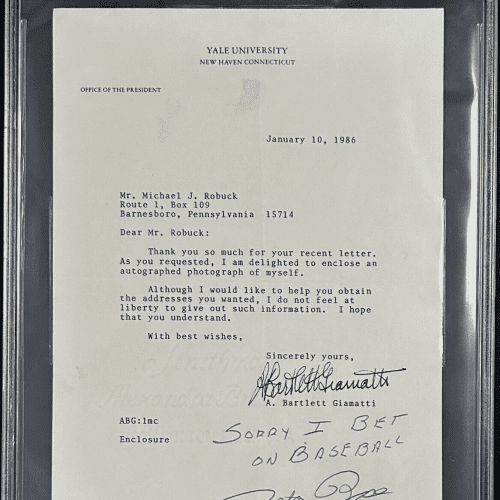 YALE UNIVERSITY
NEW HAVEN CONNECTICUT
OFFICE OF THE PRESIDENT
January 10, 1986
Mr. Michael J. Robuck
Route 1, Box 109
Barnesboro, Pennsylvania 15714
Dear Mr. Robuck:
Thank you so much for your recent letter.
As you requested, I am delighted to enclose an
autographed photograph of myself.
Although I would like to help you obtain
the addresses you wanted, I do not feel at
liberty to give out such information. I hope
that you understand.
With best wishes,
Sincerely yours,
A Bartlett Giamatti
A. Bartlett Giamatti
ABG:lmc
Enclosure
SORRY I BET
ON BASEBALL
Pete Rose